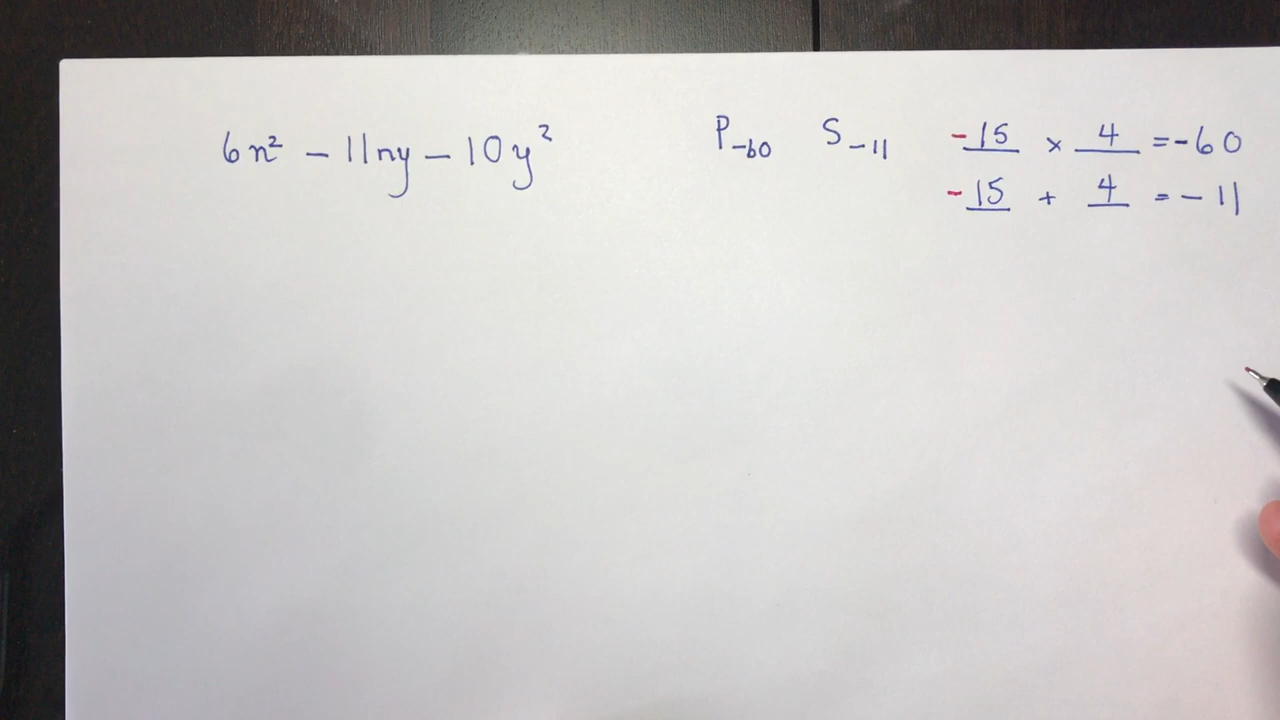 6x² - 11xy - 10y² P-60 S-11 -15 × 4 = -60
-15 + 4 = -11